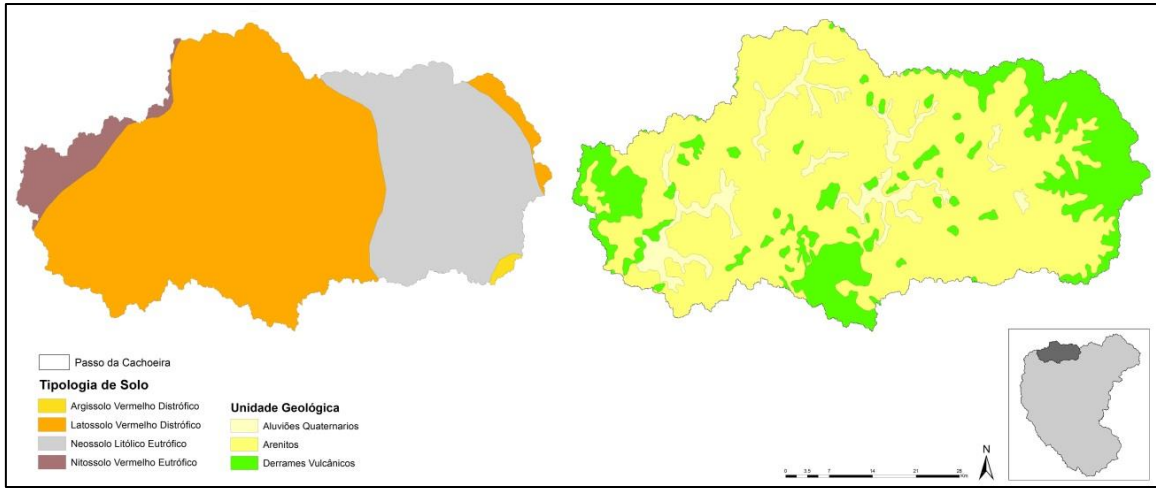 Passo da Cachoeira
Tipologia de Solo
Argissolo Vermelho Distrófico
Latossolo Vermelho Distrófico
Neossolo Litólico Eutrófico
Nitossolo Vermelho Eutrófico
Unidade Geológica
Aluviões Quaternarios
Arenitos
Derrames Vulcânicos
0 3.5 7 14 21 28
Km
N